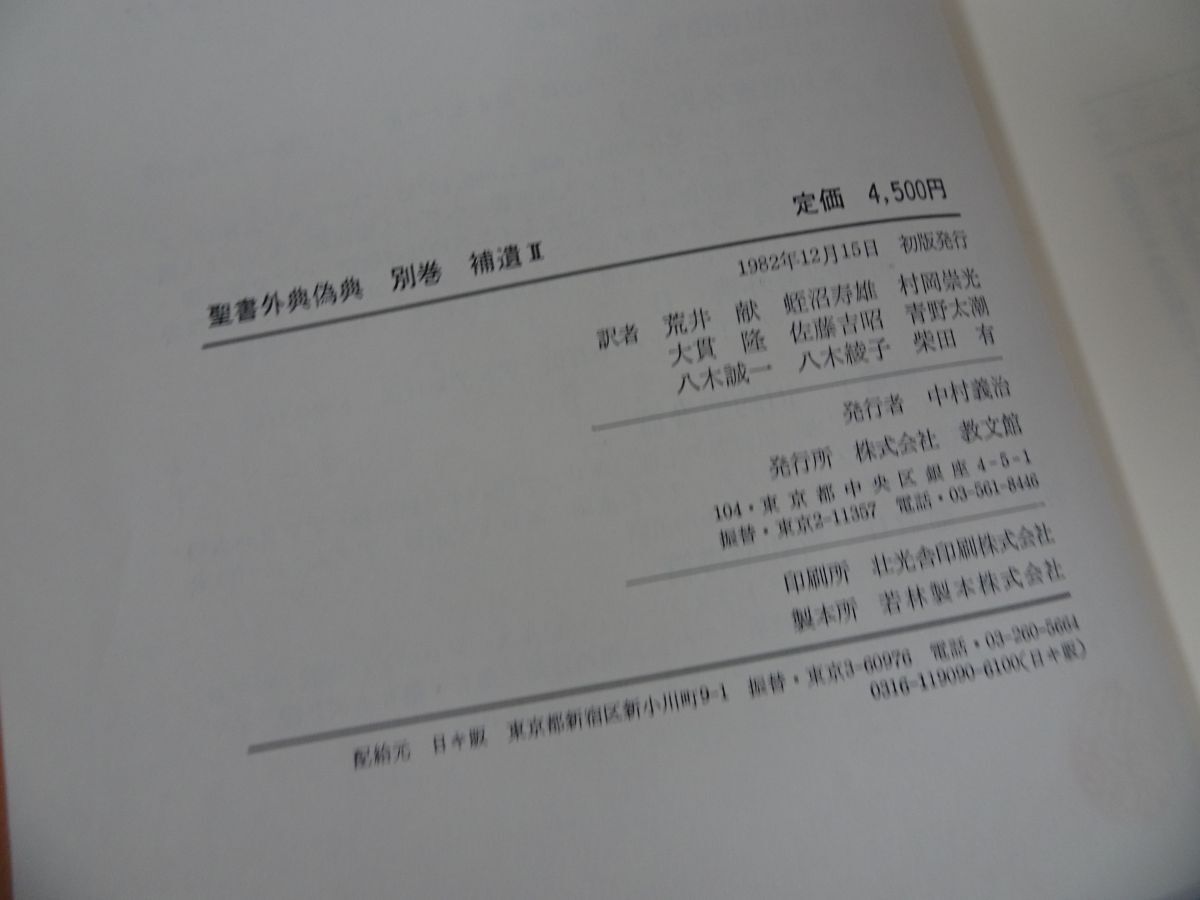 聖書外典偽典　別巻　補遺II
定価　4,500円
1982年12月15日　初版発行
訳者　荒井　献　蛭沼寿雄　村岡崇光
大貫　隆　佐藤吉昭　青野太潮
八木誠一　八木綾子　柴田　有
発行者　中村義治
発行所　株式会社　教文館
104・東京都中央区銀座4-5-1
振替・東京2-11357　電話・03-561-8446
印刷所　壮光舎印刷株式会社
製本所　若林製本株式会社
配給元　日キ販　東京都新宿区新小川町9-1　振替・東京3-60976　電話・03-260-5664
0316-119090-6100(日キ販)